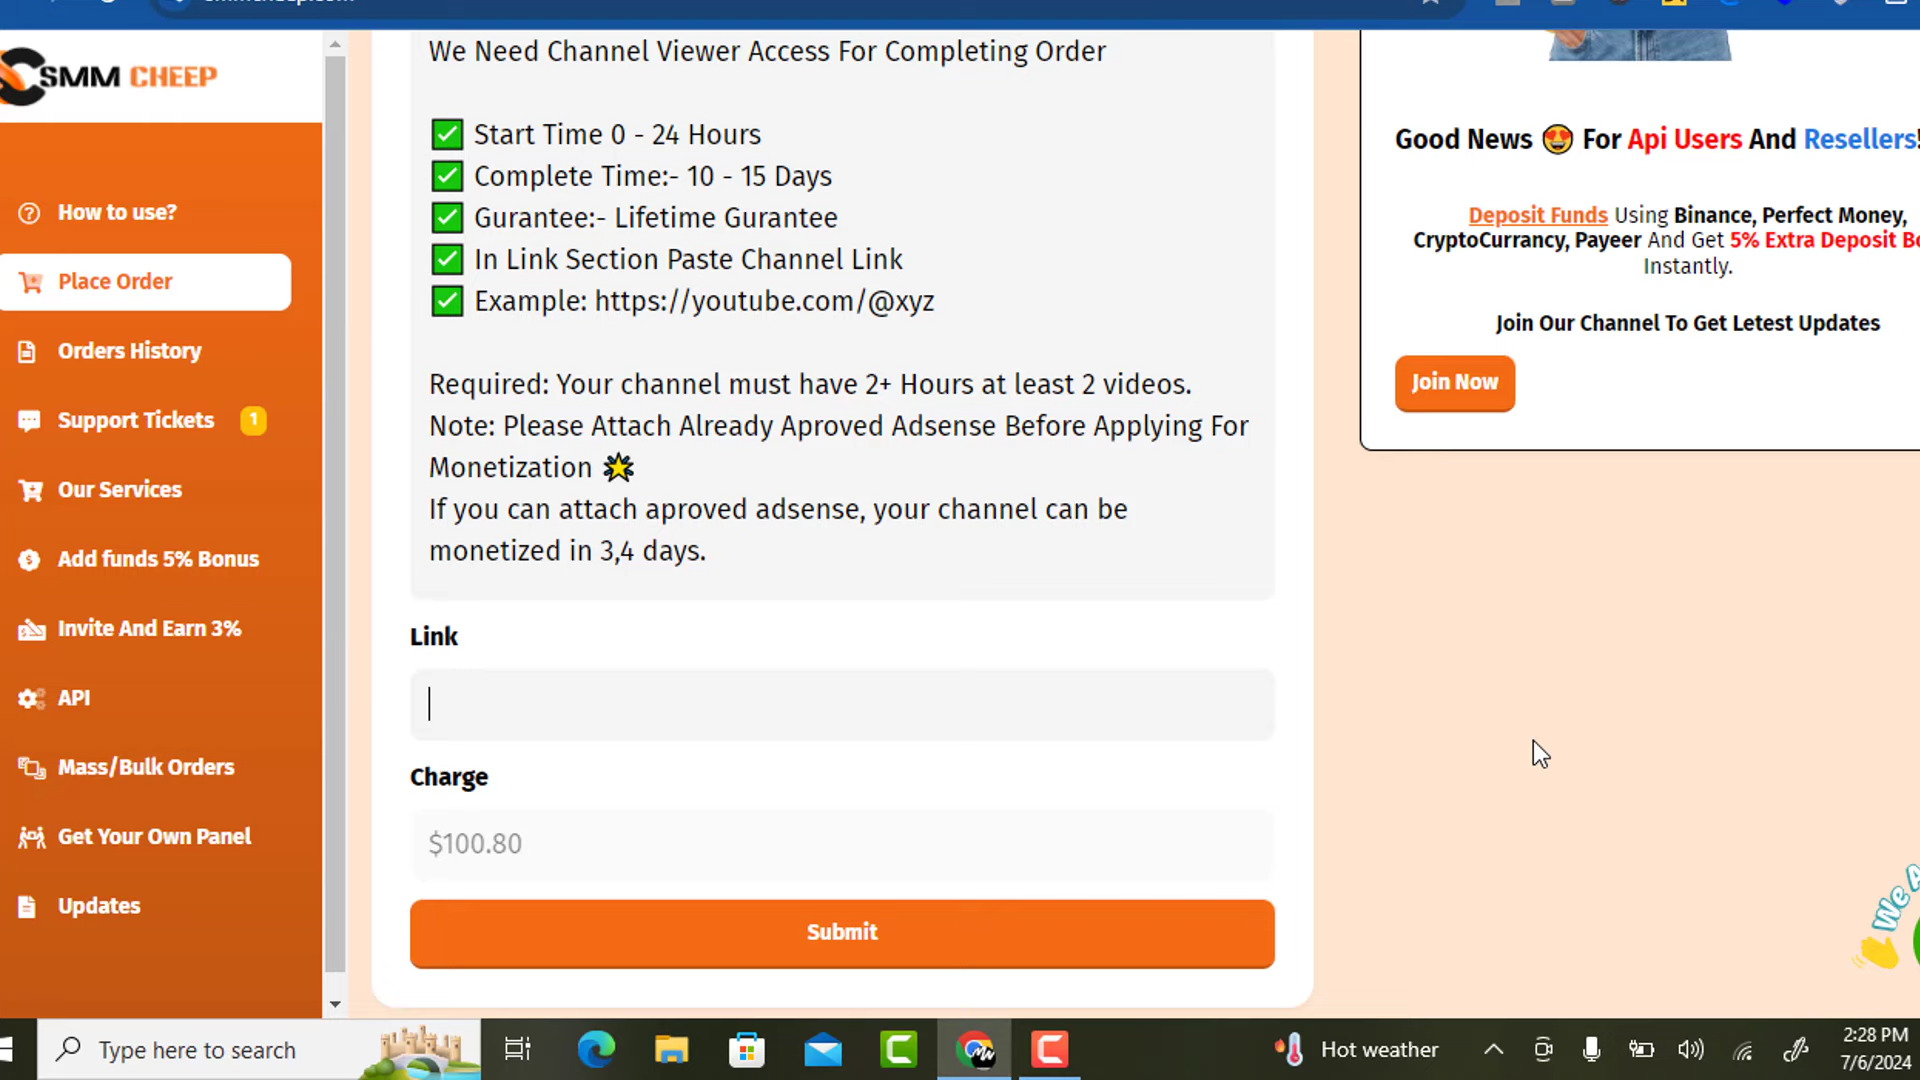 SMM CHEEP
How to use?
Place Order
Orders History
Support Tickets 1
Our Services
Add funds 5% Bonus
Invite And Earn 3%
API
Mass/Bulk Orders
Get Your Own Panel
Updates
We Need Channel Viewer Access For Completing Order
Start Time 0 - 24 Hours
Complete Time:- 10 - 15 Days
Gurantee:- Lifetime Gurantee
In Link Section Paste Channel Link
Example: https://youtube.com/@xyz
Required: Your channel must have 2+ Hours at least 2 videos.
Note: Please Attach Already Aproved Adsense Before Applying For
Monetization
If you can attach aproved adsense, your channel can be
monetized in 3,4 days.
Link
Charge
$100.80
Submit
Good News For Api Users And Resellers!
Deposit Funds Using Binance, Perfect Money,
CryptoCurrancy, Payeer And Get 5% Extra Deposit
Instantly.
Join Our Channel To Get Letest Updates
Join Now
We
Type here to search
Hot weather
2:28 PM
7/6/2024